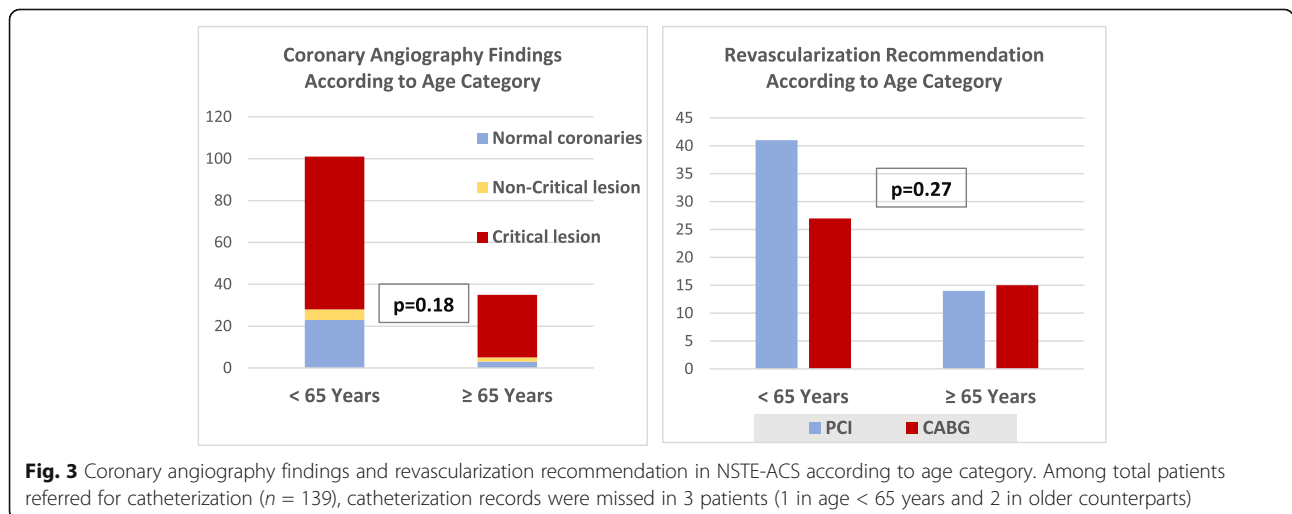 Coronary Angiography Findings
According to Age Category
120
100
80
60
40
20
0
Normal coronaries
Non-Critical lesion
Critical lesion
p=0.18
< 65 Years
≥ 65 Years
Revascularization Recommendation
According to Age Category
45
40
35
30
25
20
15
10
5
0
p=0.27
< 65 Years
≥ 65 Years
PCI
CABG
Fig. 3 Coronary angiography findings and revascularization recommendation in NSTE-ACS according to age category. Among total patients
referred for catheterization (n = 139), catheterization records were missed in 3 patients (1 in age < 65 years and 2 in older counterparts)